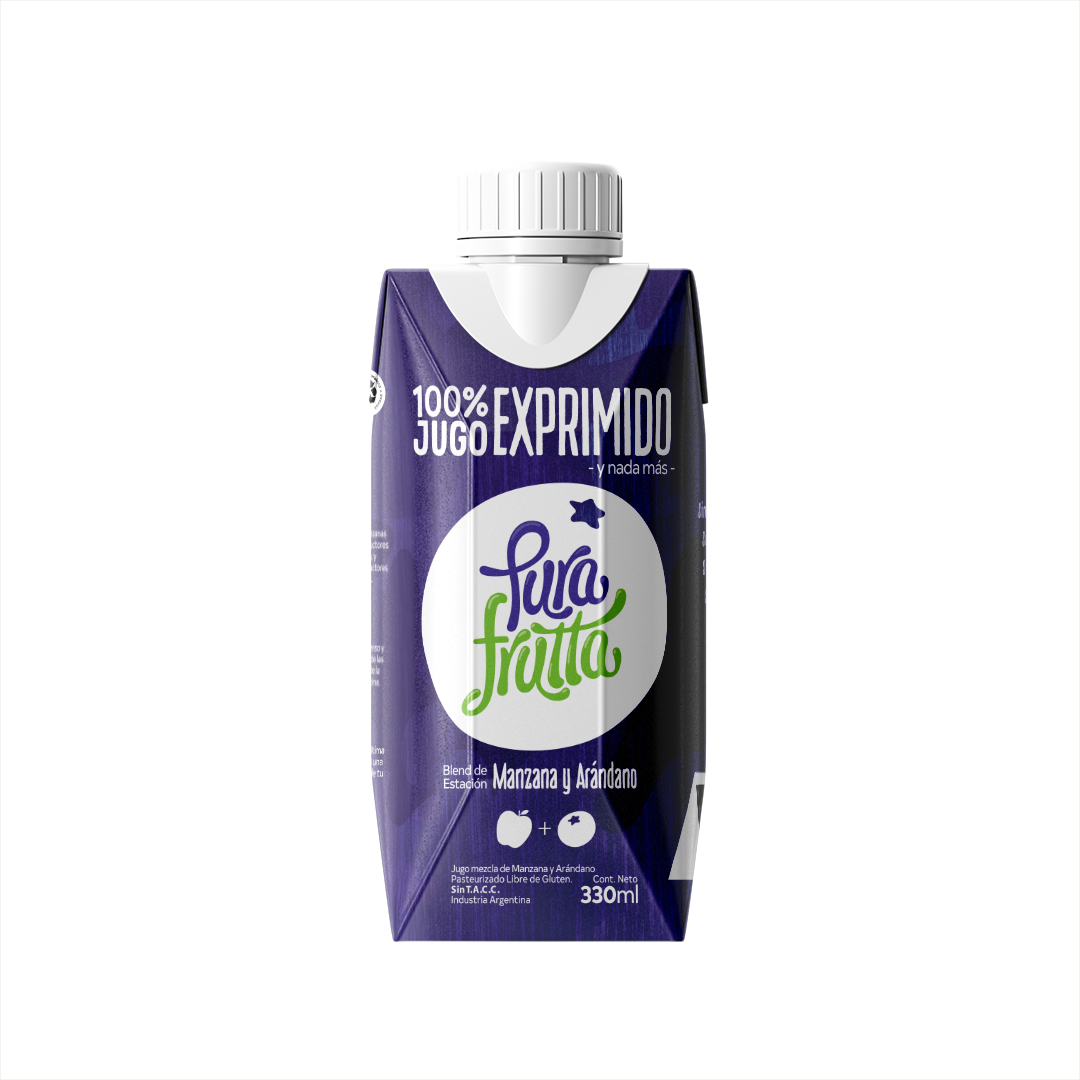 100% JUGO EXPRIMIDO
- y nada más -
Pura
frutta
Blend de
Estación
Manzana y Arándano
+
Jugo mezcla de Manzana y Arándano
Pasteurizado Libre de Gluten.
Sin T.A.C.C.
Industria Argentina
Cont. Neto
330ml